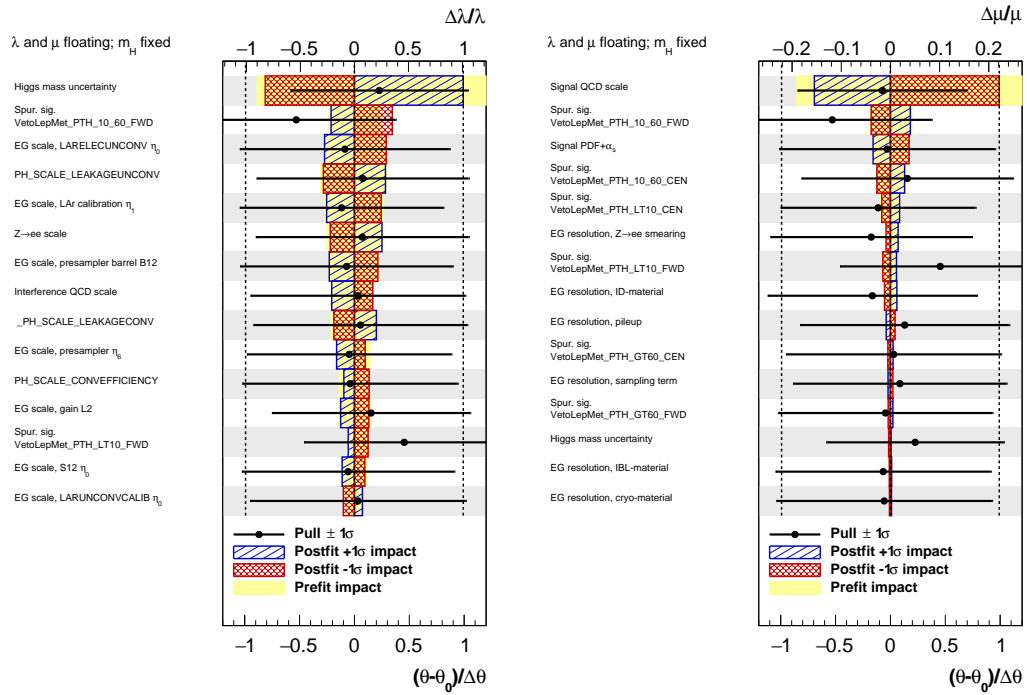 Δλ/λ
λ and μ floating; m_H fixed
−1 −0.5 0 0.5 1
Higgs mass uncertainty
Spur. sig.
VetoLepMet_PTH_10_60_FWD
EG scale, LARELECUNCONV η_0
PH_SCALE_LEAKAGEUNCONV
EG scale, LAr calibration η_1
Z→ee scale
EG scale, presampler barrel B12
Interference QCD scale
_PH_SCALE_LEAKAGECONV
EG scale, presampler η_6
PH_SCALE_CONVEFFICIENCY
EG scale, gain L2
Spur. sig.
VetoLepMet_PTH_LT10_FWD
EG scale, S12 η_0
EG scale, LARUNCONVCALIB η_0
Pull ± 1σ
Postfit +1σ impact
Postfit -1σ impact
Prefit impact
−1 −0.5 0 0.5 1
(θ-θ_0)/Δθ
Δμ/μ
λ and μ floating; m_H fixed
−0.2 −0.1 0 0.1 0.2
Signal QCD scale
Spur. sig.
VetoLepMet_PTH_10_60_FWD
Signal PDF+α_s
Spur. sig.
VetoLepMet_PTH_10_60_CEN
Spur. sig.
VetoLepMet_PTH_LT10_CEN
EG resolution, Z→ee smearing
Spur. sig.
VetoLepMet_PTH_LT10_FWD
EG resolution, ID-material
EG resolution, pileup
Spur. sig.
VetoLepMet_PTH_GT60_CEN
EG resolution, sampling term
Spur. sig.
VetoLepMet_PTH_GT60_FWD
Higgs mass uncertainty
EG resolution, IBL-material
EG resolution, cryo-material
Pull ± 1σ
Postfit +1σ impact
Postfit -1σ impact
Prefit impact
−1 −0.5 0 0.5 1
(θ-θ_0)/Δθ